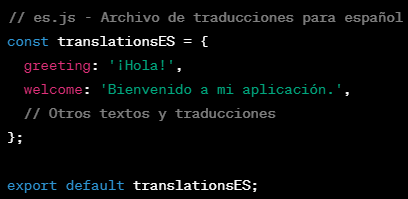 // es.js - Archivo de traducciones para español
const translationsES = {
  greeting: '¡Hola!',
  welcome: 'Bienvenido a mi aplicación.',
  // Otros textos y traducciones
};
export default translationsES;